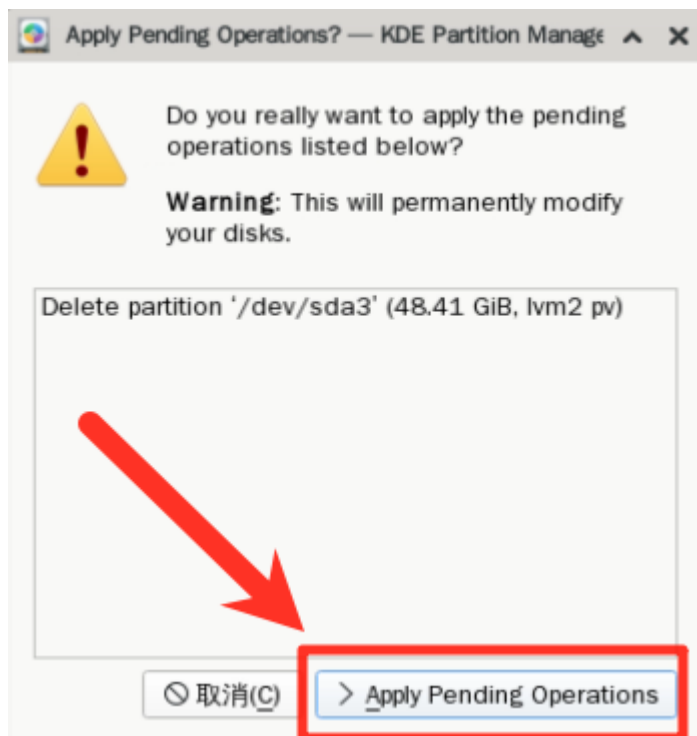 Apply Pending Operations? — KDE Partition Manage
Do you really want to apply the pending
operations listed below?
Warning: This will permanently modify
your disks.
Delete partition ‘/dev/sda3’ (48.41 GiB, lvm2 pv)
取消(C)
Apply Pending Operations